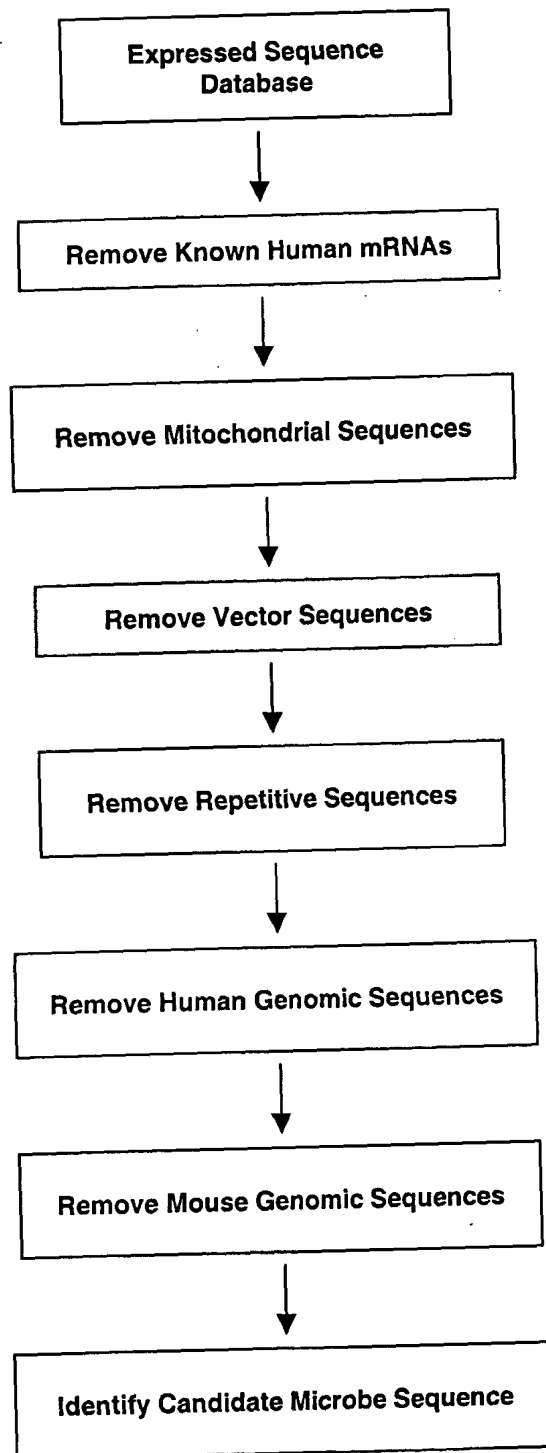 Expressed Sequence
Database
Remove Known Human mRNAs
Remove Mitochondrial Sequences
Remove Vector Sequences
Remove Repetitive Sequences
Remove Human Genomic Sequences
Remove Mouse Genomic Sequences
Identify Candidate Microbe Sequence